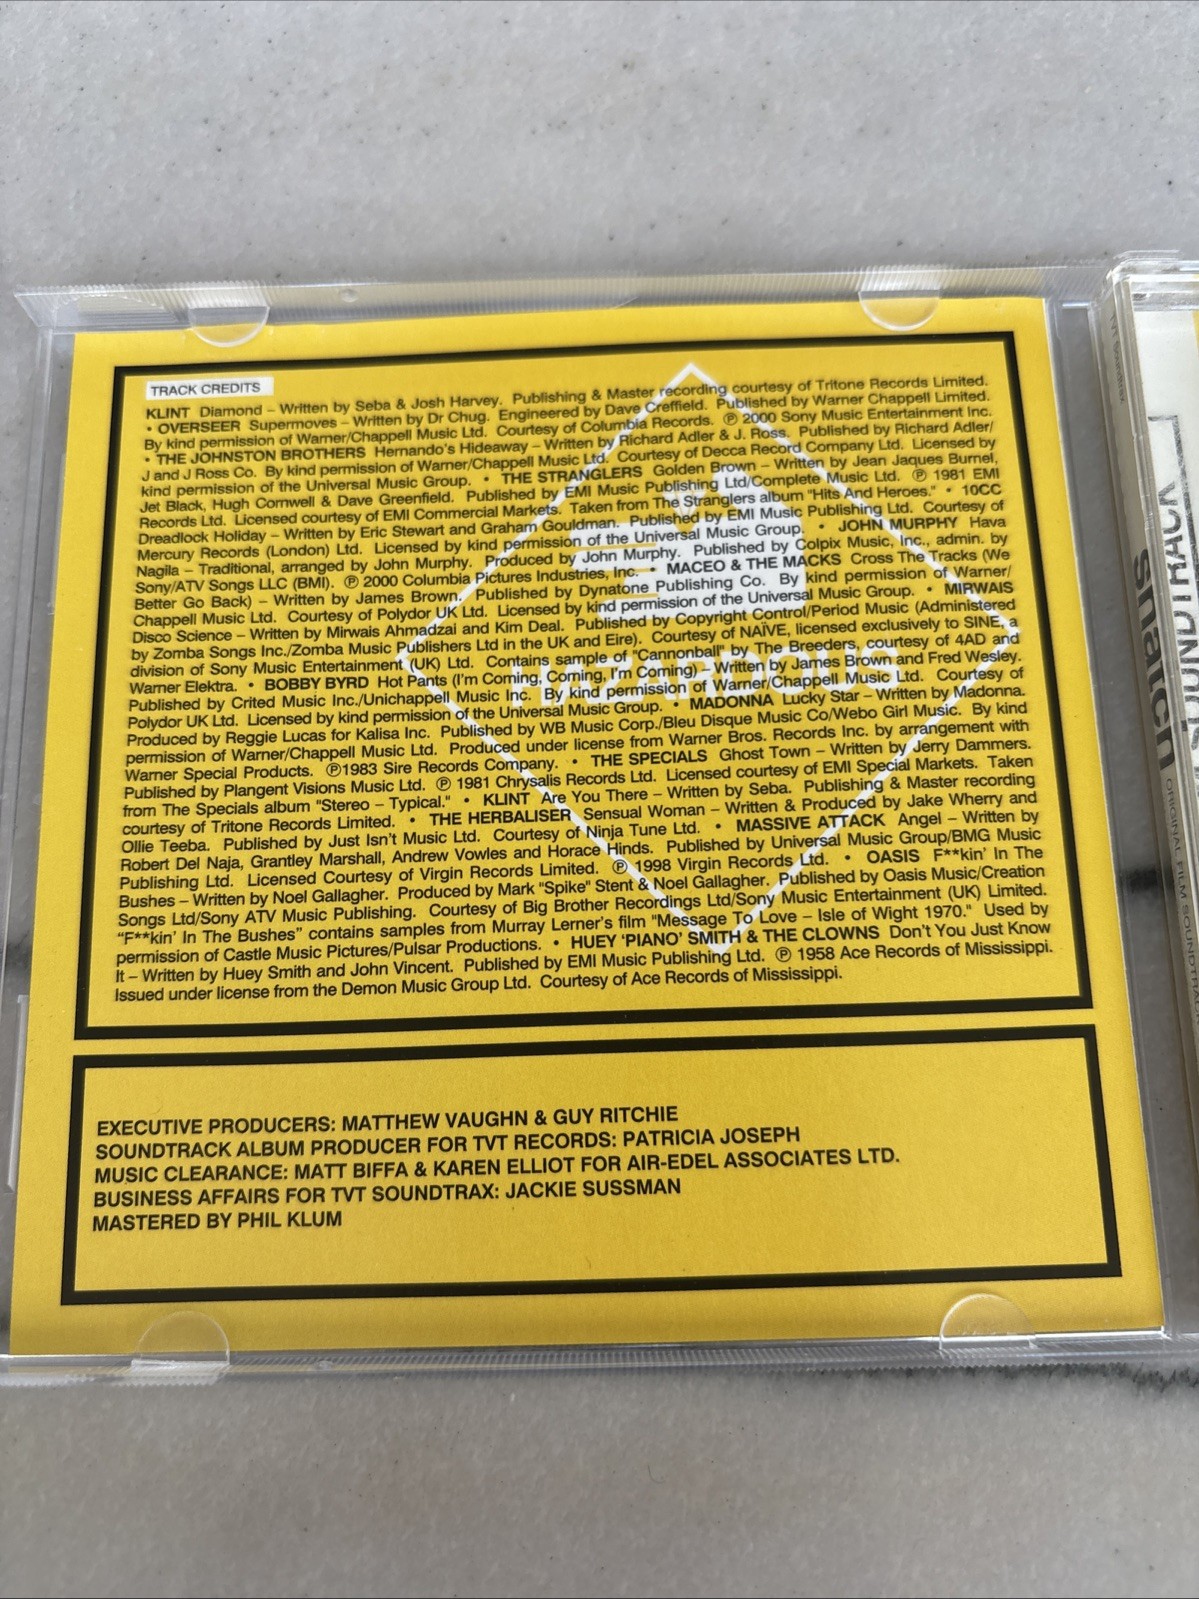 TRACK CREDITS
KLINT Diamond – Written by Seba & Josh Harvey. Publishing & Master recording courtesy of Tritone Records Limited.
• OVERSEER Supermoves – Written by Dr Chug. Engineered by Dave Creffield. Published by Warner Chappell Limited.
By kind permission of Warner/Chappell Music Ltd. Courtesy of Columbia Records. ℗ 2000 Sony Music Entertainment Inc.
• THE JOHNSTON BROTHERS Hernando's Hideaway – Written by Richard Adler & J. Ross. Published by Richard Adler/
J and J Ross Co. By kind permission of Warner/Chappell Music Ltd. Courtesy of Decca Record Company Ltd. Licensed by
kind permission of the Universal Music Group. • THE STRANGLERS Golden Brown – Written by Jean Jaques Burnel,
Jet Black, Hugh Cornwell & Dave Greenfield. Published by EMI Music Publishing Ltd/Complete Music Ltd. ℗ 1981 EMI
Records Ltd. Licensed courtesy of EMI Commercial Markets. Taken from The Stranglers album "Hits And Heroes." • 10CC
Dreadlock Holiday – Written by Eric Stewart and Graham Gouldman. Published by EMI Music Publishing Ltd. Courtesy of
Mercury Records (London) Ltd. Licensed by kind permission of the Universal Music Group. • JOHN MURPHY Hava
Nagila – Traditional, arranged by John Murphy. Produced by John Murphy. Published by Colpix Music, Inc., admin. by
Sony/ATV Songs LLC (BMI). ℗ 2000 Columbia Pictures Industries, Inc. • MACEO & THE MACKS Cross The Tracks (We
Better Go Back) – Written by James Brown. Published by Dynatone Publishing Co. By kind permission of Warner/
Chappell Music Ltd. Courtesy of Polydor UK Ltd. Licensed by kind permission of the Universal Music Group. • MIRWAIS
Disco Science – Written by Mirwais Ahmadzai and Kim Deal. Published by Copyright Control/Period Music (Administered
by Zomba Songs Inc./Zomba Music Publishers Ltd in the UK and Eire). Courtesy of NAÏVE, licensed exclusively to SINE, a
division of Sony Music Entertainment (UK) Ltd. Contains sample of "Cannonball" by The Breeders, courtesy of 4AD and
Warner Elektra. • BOBBY BYRD Hot Pants (I'm Coming, Coming, I'm Coming) – Written by James Brown and Fred Wesley.
Published by Crited Music Inc./Unichappell Music Inc. By kind permission of Warner/Chappell Music Ltd. Courtesy of
Polydor UK Ltd. Licensed by kind permission of the Universal Music Group. • MADONNA Lucky Star – Written by Madonna.
Produced by Reggie Lucas for Kalisa Inc. Published by WB Music Corp./Bleu Disque Music Co/Webo Girl Music. By kind
permission of Warner/Chappell Music Ltd. Produced under license from Warner Bros. Records Inc. by arrangement with
Warner Special Products. ℗1983 Sire Records Company. • THE SPECIALS Ghost Town – Written by Jerry Dammers.
Published by Plangent Visions Music Ltd. ℗ 1981 Chrysalis Records Ltd. Licensed courtesy of EMI Special Markets. Taken
from The Specials album "Stereo – Typical." • KLINT Are You There – Written by Seba. Publishing & Master recording
courtesy of Tritone Records Limited. • THE HERBALISER Sensual Woman – Written & Produced by Jake Wherry and
Ollie Teeba. Published by Just Isn't Music Ltd. Courtesy of Ninja Tune Ltd. • MASSIVE ATTACK Angel – Written by
Robert Del Naja, Grantley Marshall, Andrew Vowles and Horace Hinds. Published by Universal Music Group/BMG Music
Publishing Ltd. Licensed Courtesy of Virgin Records Limited. ℗ 1998 Virgin Records Ltd. • OASIS F**kin' In The
Bushes – Written by Noel Gallagher. Produced by Mark "Spike" Stent & Noel Gallagher. Published by Oasis Music/Creation
Songs Ltd/Sony ATV Music Publishing. Courtesy of Big Brother Recordings Ltd/Sony Music Entertainment (UK) Limited.
"F**kin' In The Bushes" contains samples from Murray Lerner's film "Message To Love – Isle of Wight 1970." Used by
permission of Castle Music Pictures/Pulsar Productions. • HUEY 'PIANO' SMITH & THE CLOWNS Don't You Just Know
It – Written by Huey Smith and John Vincent. Published by EMI Music Publishing Ltd. ℗ 1958 Ace Records of Mississippi.
Issued under license from the Demon Music Group Ltd. Courtesy of Ace Records of Mississippi.
EXECUTIVE PRODUCERS: MATTHEW VAUGHN & GUY RITCHIE
SOUNDTRACK ALBUM PRODUCER FOR TVT RECORDS: PATRICIA JOSEPH
MUSIC CLEARANCE: MATT BIFFA & KAREN ELLIOT FOR AIR-EDEL ASSOCIATES LTD.
BUSINESS AFFAIRS FOR TVT SOUNDTRAX: JACKIE SUSSMAN
MASTERED BY PHIL KLUM
snatch
ORIGINAL FILM SOUNDTRACK